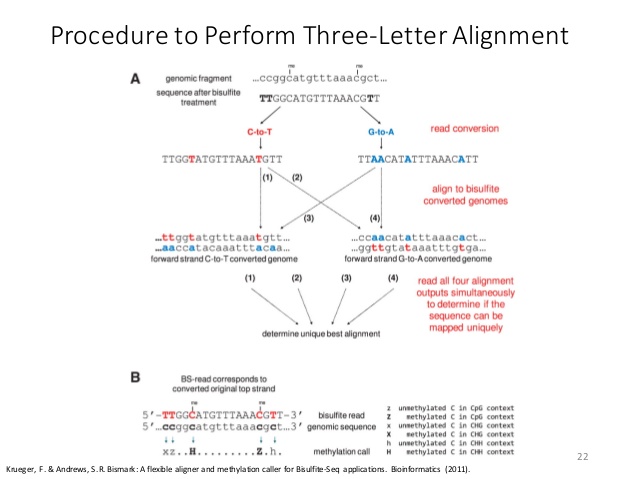 Procedure to Perform Three-Letter Alignment
A
genomic fragment ...ccggcatgtttaaacgct...
sequence after bisulfite treatment TTGGCATGTTTAAACGTT
C-to-T G-to-A read conversion
TTGGTATGTTTAAATGTT TTAACATATTTAAACATT
(1) (2)
align to bisulfite
converted genomes
(3) (4)
...ttggtatgtttaaatgtt... ...ccaacatatttaaacact...
...aaccatacaaatttacaa... ...ggttgtataaatttgtga...
forward strand C-to-T converted genome forward strand G-to-A converted genome
(1) (2) (3) (4) read all four alignment
outputs simultaneously
to determine if the
sequence can be
mapped uniquely
determine unique best alignment
B
BS-read corresponds to
converted original top strand
5'-TTGGCATGTTTAAACGTT-3' bisulfite read
5'...ccggcatgtttaaacgct...3' genomic sequence
xz..H.........Z.h. methylation call
z unmethylated C in CpG context
Z methylated C in CpG context
x unmethylated C in CHG context
X methylated C in CHG context
h unmethylated C in CHH context
H methylated C in CHH context
22
Krueger, F. & Andrews, S. R. Bismark: A flexible aligner and methylation caller for Bisulfite-Seq applications. Bioinformatics (2011).